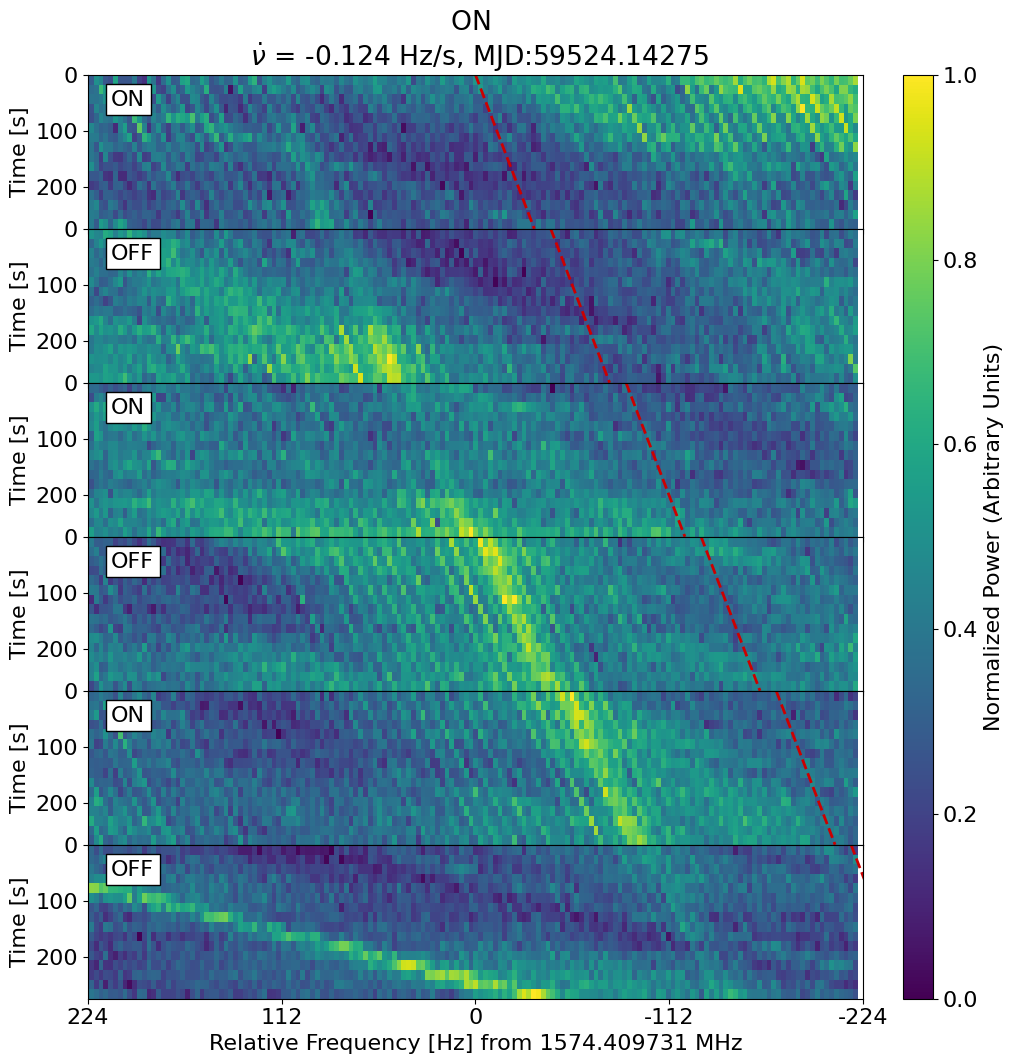 ON
ν̇ = -0.124 Hz/s, MJD:59524.14275
0
100
200
Time [s]
ON
0
100
200
Time [s]
OFF
0
100
200
Time [s]
ON
0
100
200
Time [s]
OFF
0
100
200
Time [s]
ON
0
100
200
Time [s]
OFF
224 112 0 -112 -224
Relative Frequency [Hz] from 1574.409731 MHz
1.0
0.8
0.6
0.4
0.2
0.0
Normalized Power (Arbitrary Units)